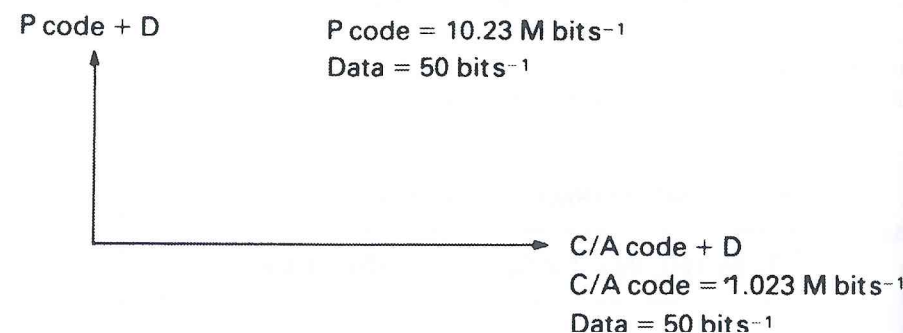 P code + D
P code = 10.23 M bits⁻¹
Data = 50 bits⁻¹
C/A code + D
C/A code = 1.023 M bits⁻¹
Data = 50 bits⁻¹